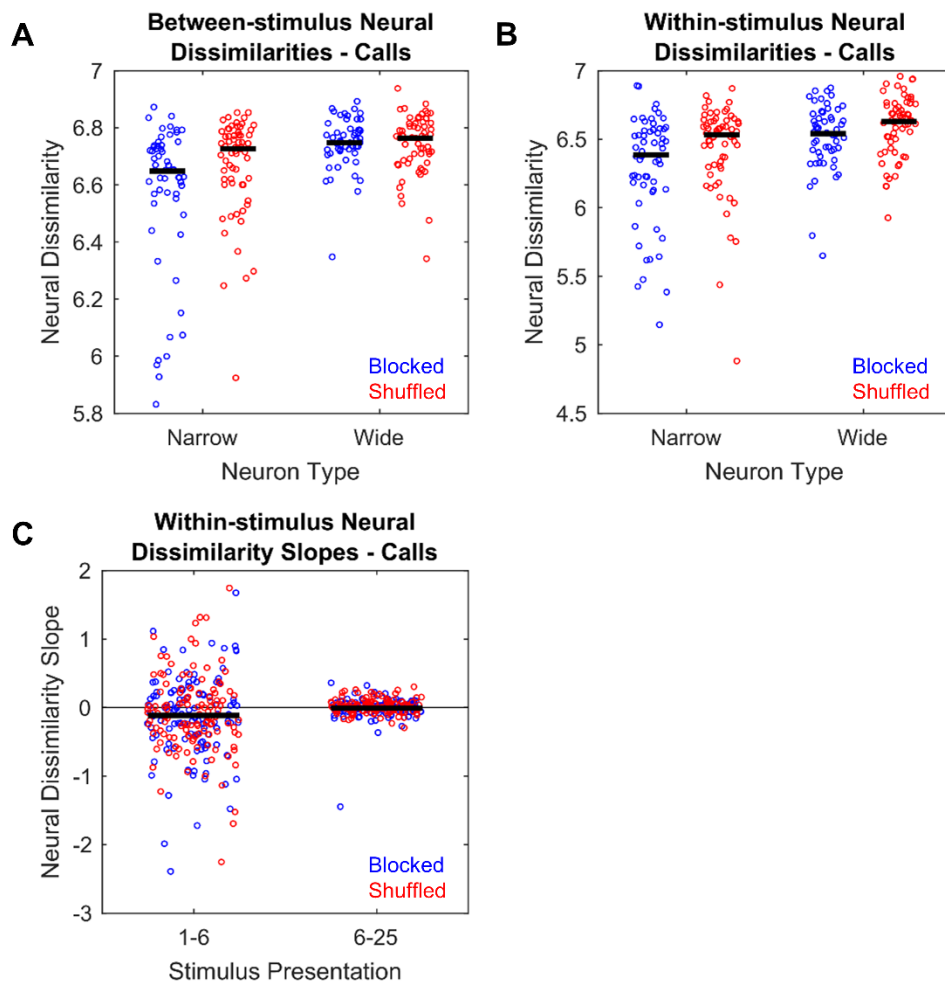 A
Between-stimulus Neural
Dissimilarities - Calls
7
6.8
6.6
6.4
6.2
6
5.8
Neural Dissimilarity
Blocked
Shuffled
Narrow
Wide
Neuron Type
B
Within-stimulus Neural
Dissimilarities - Calls
7
6.5
6
5.5
5
4.5
Neural Dissimilarity
Blocked
Shuffled
Narrow
Wide
Neuron Type
C
Within-stimulus Neural
Dissimilarity Slopes - Calls
2
1
0
-1
-2
-3
Neural Dissimilarity Slope
Blocked
Shuffled
1-6
6-25
Stimulus Presentation